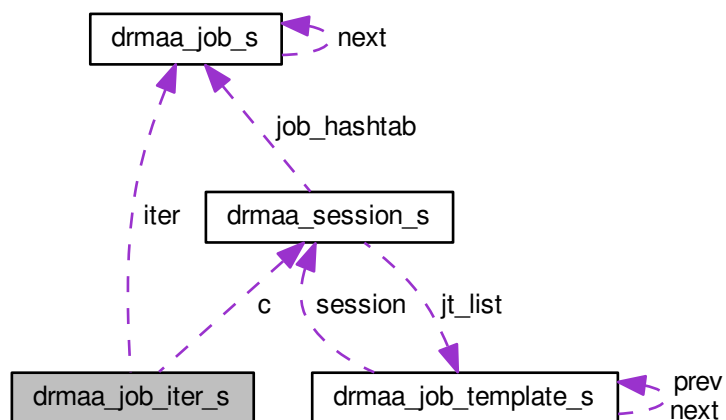 drmaa_job_s
next
job_hashtab
drmaa_session_s
iter
c
session
jt_list
drmaa_job_iter_s
drmaa_job_template_s
prev
next